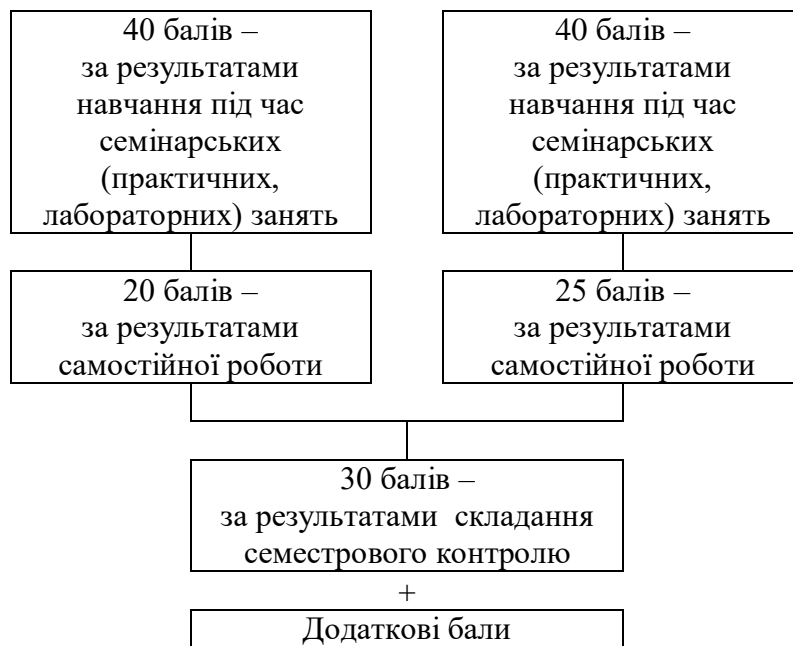 40 балів –
за результатами
навчання під час
семінарських
(практичних,
лабораторних) занять
40 балів –
за результатами
навчання під час
семінарських
(практичних,
лабораторних) занять
20 балів –
за результатами
самостійної роботи
25 балів –
за результатами
самостійної роботи
30 балів –
за результатами складання
семестрового контролю
+
Додаткові бали